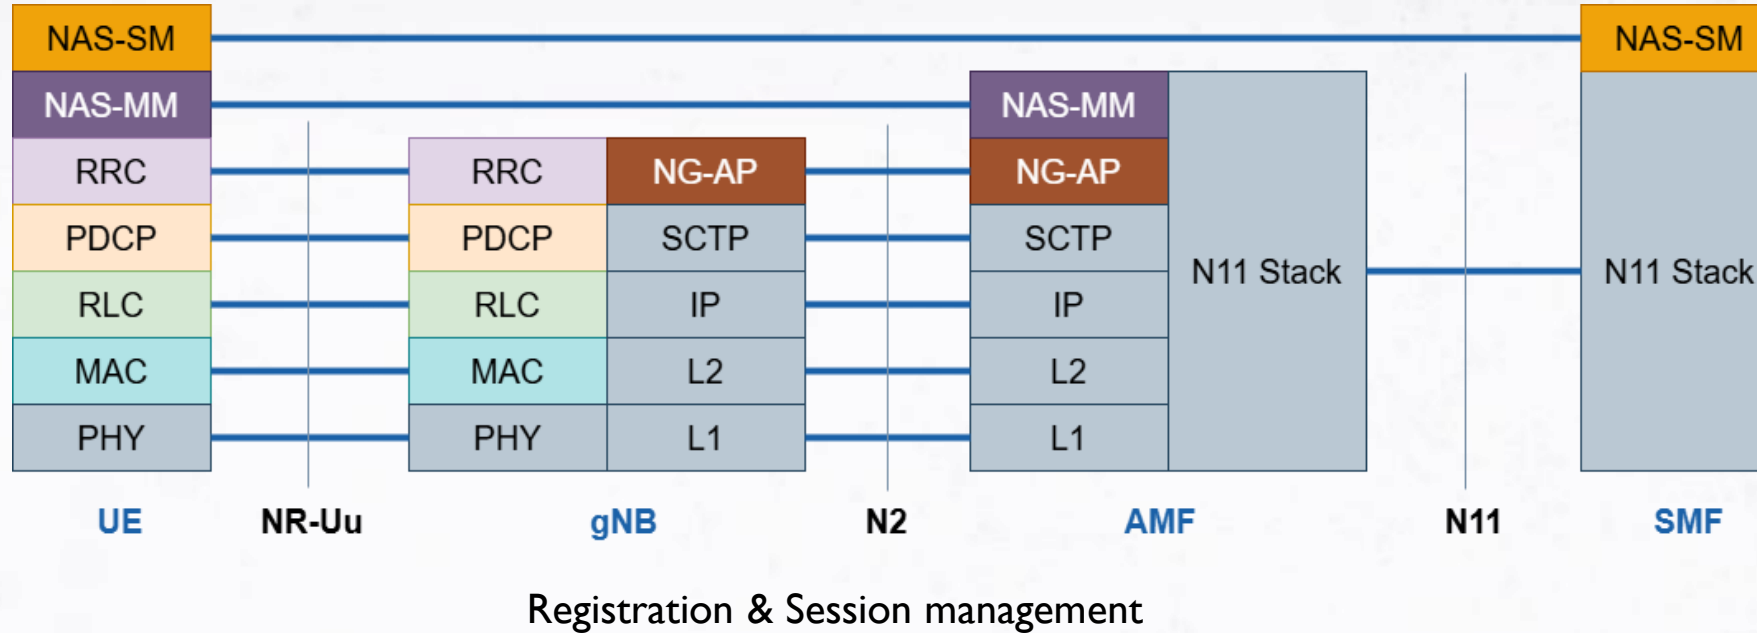 NAS-SM NAS-SM
NAS-MM NAS-MM
RRC RRC NG-AP NG-AP
PDCP PDCP SCTP SCTP
N11 Stack N11 Stack
RLC RLC IP IP
MAC MAC L2 L2
PHY PHY L1 L1
UE NR-Uu gNB N2 AMF N11 SMF
Registration & Session management